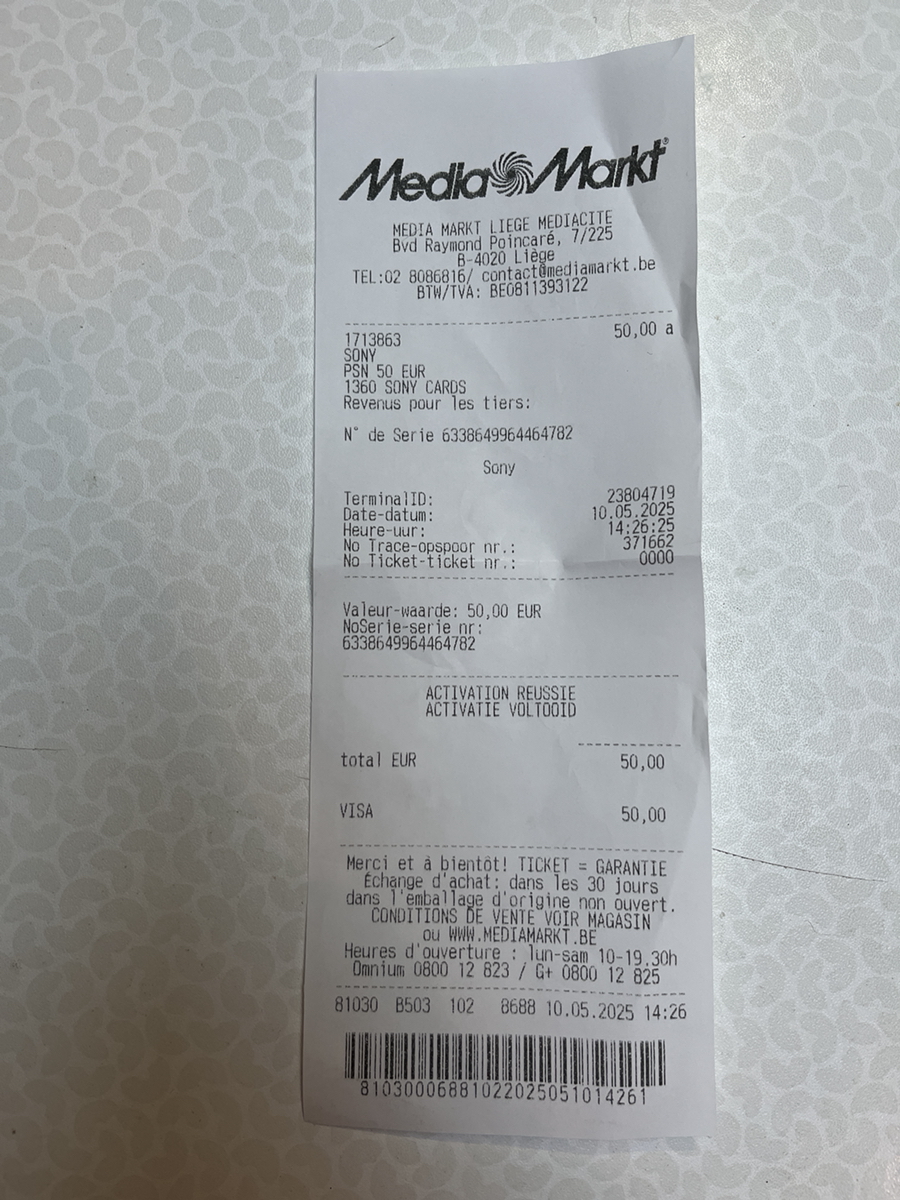 Media Markt®
MEDIA MARKT LIEGE MEDIACITE
Bvd Raymond Poincaré, 7/225
B-4020 Liège
TEL:02 8086816/ contact@mediamarkt.be
BTW/TVA: BE0811393122
1713863 50,00 a
SONY
PSN 50 EUR
1360 SONY CARDS
Revenus pour les tiers:
N° de Serie 6338649964464782
Sony
TerminalID: 23804719
Date-datum: 10.05.2025
Heure-uur: 14:26:25
No Trace-opspoor nr.: 371662
No Ticket-ticket nr.: 0000
Valeur-waarde: 50,00 EUR
NoSerie-serie nr:
6338649964464782
ACTIVATION REUSSIE
ACTIVATIE VOLTOOID
total EUR 50,00
VISA 50,00
Merci et à bientôt! TICKET = GARANTIE
Échange d'achat: dans les 30 jours
dans l'emballage d'origine non ouvert.
CONDITIONS DE VENTE VOIR MAGASIN
ou WWW.MEDIAMARKT.BE
Heures d'ouverture : lun-sam 10-19.30h
Omnium 0800 12 823 / G+ 0800 12 825
81030 B503 102 8688 10.05.2025 14:26
8103000688102202505101​4261